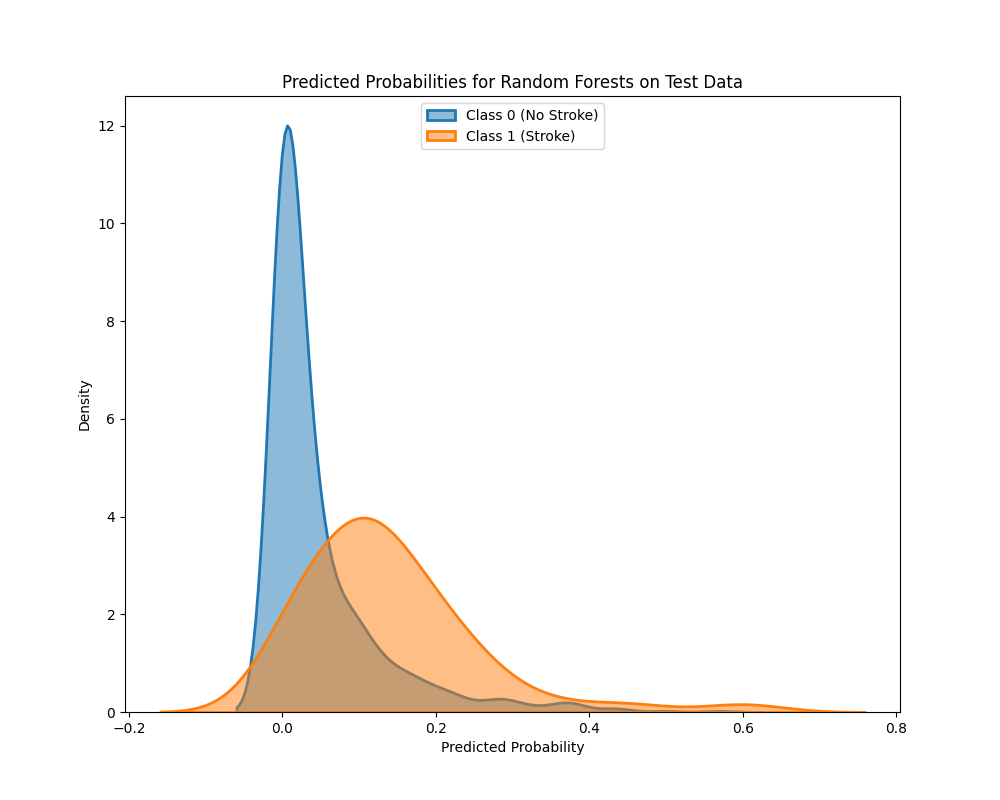 Predicted Probabilities for Random Forests on Test Data
Class 0 (No Stroke)
Class 1 (Stroke)
12
10
8
6
4
2
0
Density
−0.2
0.0
0.2
0.4
0.6
0.8
Predicted Probability